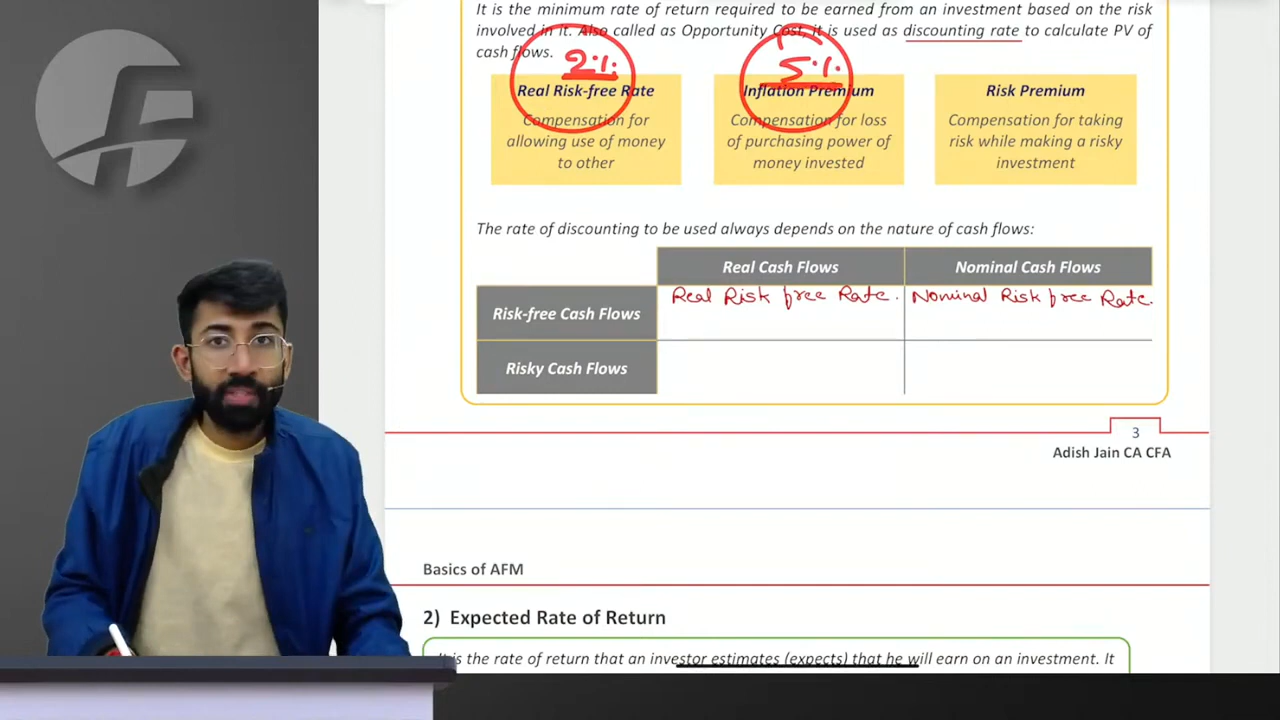 It is the minimum rate of return required to be earned from an investment based on the risk
involved in it. Also called as Opportunity Cost, it is used as discounting rate to calculate PV of
cash flows.
2%
5%
Real Risk-free Rate
Compensation for
allowing use of money
to other
Inflation Premium
Compensation for loss
of purchasing power of
money invested
Risk Premium
Compensation for taking
risk while making a risky
investment
The rate of discounting to be used always depends on the nature of cash flows:
Real Cash Flows
Nominal Cash Flows
Risk-free Cash Flows
Real Risk free Rate.
Nominal Risk free Rate.
Risky Cash Flows
3
Adish Jain CA CFA
Basics of AFM
2) Expected Rate of Return
It is the rate of return that an investor estimates (expects) that he will earn on an investment. It